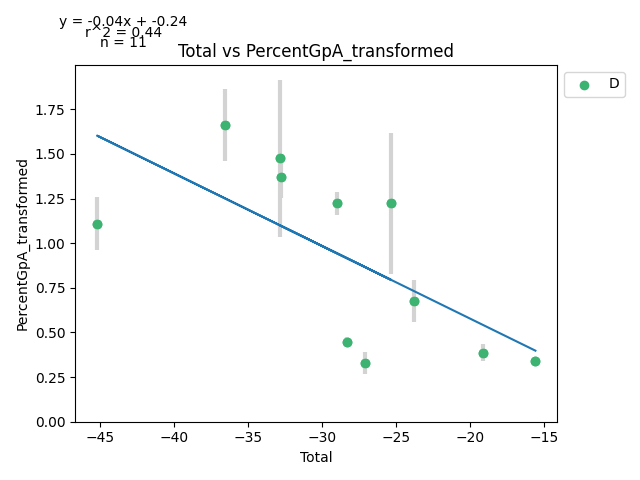 y = -0.04x + -0.24
r^2 = 0.44
n = 11
Total vs PercentGpA_transformed
D
PercentGpA_transformed
1.75
1.50
1.25
1.00
0.75
0.50
0.25
0.00
−45 −40 −35 −30 −25 −20 −15
Total